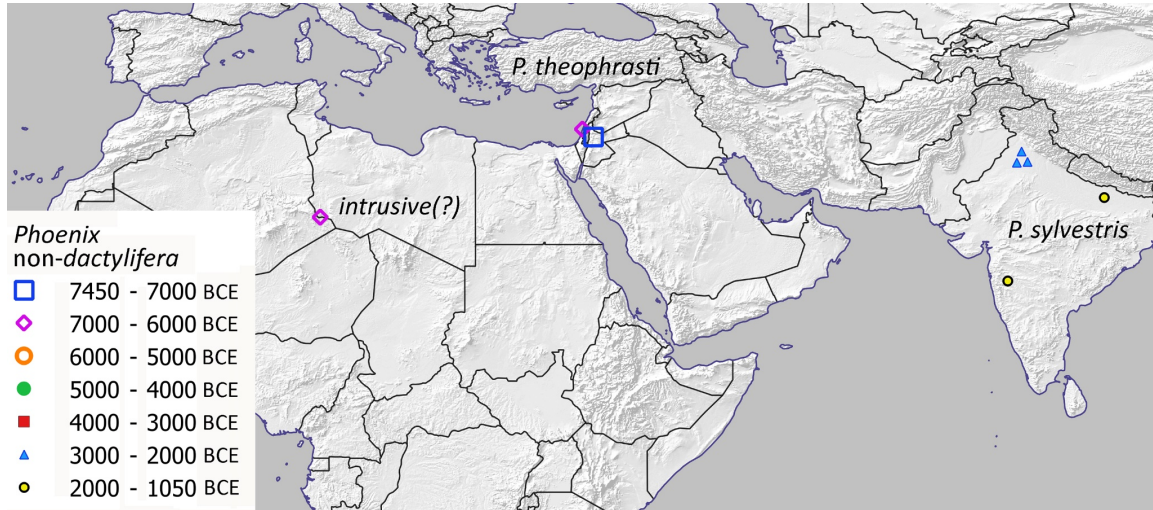 P. theophrasti
intrusive(?)
P. sylvestris
Phoenix
non-dactylifera
7450 - 7000 BCE
7000 - 6000 BCE
6000 - 5000 BCE
5000 - 4000 BCE
4000 - 3000 BCE
3000 - 2000 BCE
2000 - 1050 BCE